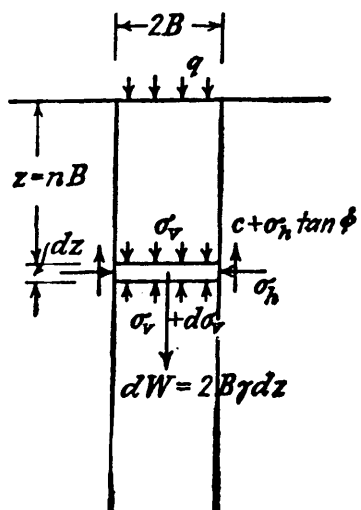 2B
q
z=nB
σᵥ
c+σₕ tan ϕ
dz
σₕ
σᵥ+dσᵥ
dW=2Bγdz